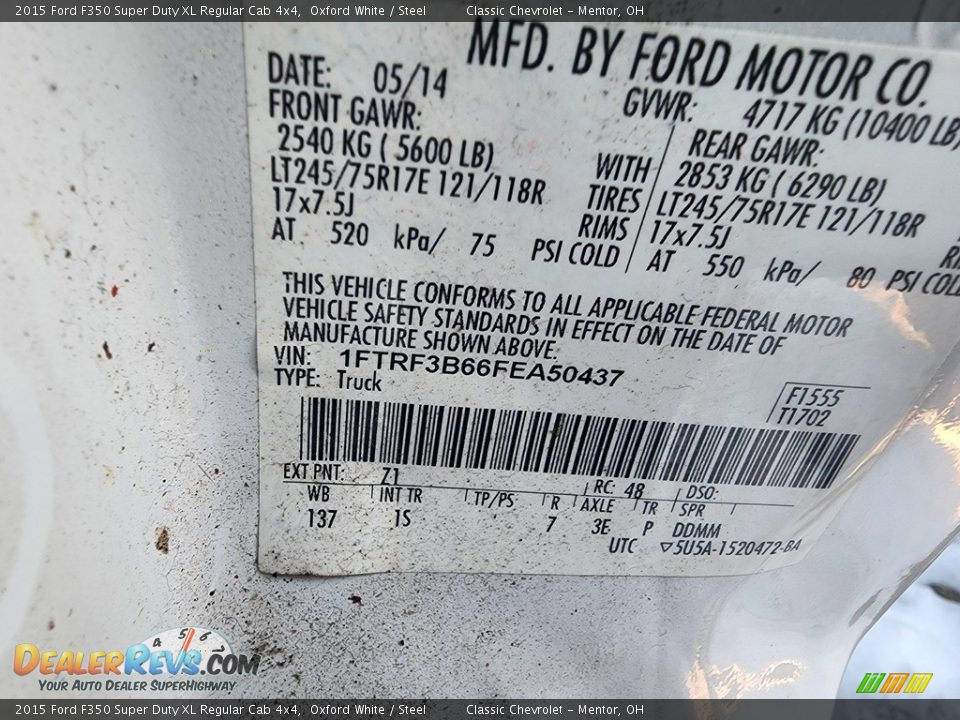 2015 Ford F350 Super Duty XL Regular Cab 4x4, Oxford White / Steel Classic Chevrolet – Mentor, OH
MFD. BY FORD MOTOR CO.
DATE: 05/14 GVWR: 4717 KG (10400 LB)
FRONT GAWR: REAR GAWR:
2540 KG ( 5600 LB) WITH 2853 KG ( 6290 LB)
LT245/75R17E 121/118R TIRES LT245/75R17E 121/118R
17x7.5J RIMS 17x7.5J
AT 520 kPa/ 75 PSI COLD AT 550 kPa/ 80 PSI COLD
THIS VEHICLE CONFORMS TO ALL APPLICABLE FEDERAL MOTOR
VEHICLE SAFETY STANDARDS IN EFFECT ON THE DATE OF
MANUFACTURE SHOWN ABOVE.
VIN: 1FTRF3B66FEA50437
TYPE: Truck
F1555
T1702
EXT PNT: Z1 RC: 48 DSO:
WB INT TR TP/PS R AXLE TR SPR
137 1S 7 3E P DDMM
UTC ▽5U5A-1520472-BA
4 5 6
DEALERREVS.COM
YOUR AUTO DEALER SUPERHIGHWAY
2015 Ford F350 Super Duty XL Regular Cab 4x4, Oxford White / Steel Classic Chevrolet – Mentor, OH